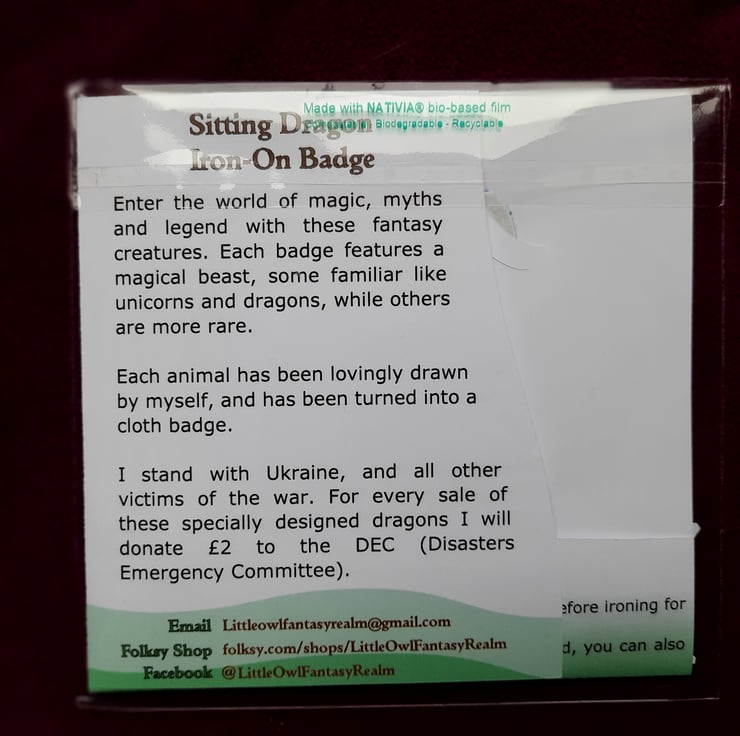 Made with NATIVIA® bio-based film
Biodegradable - Recyclable
Sitting Dragon
Iron-On Badge
Enter the world of magic, myths
and legend with these fantasy
creatures. Each badge features a
magical beast, some familiar like
unicorns and dragons, while others
are more rare.
Each animal has been lovingly drawn
by myself, and has been turned into a
cloth badge.
I stand with Ukraine, and all other
victims of the war. For every sale of
these specially designed dragons I will
donate £2 to the DEC (Disasters
Emergency Committee).
Email Littleowlfantasyrealm@gmail.com
Folksy Shop folksy.com/shops/LittleOwlFantasyRealm
Facebook @LittleOwlFantasyRealm
efore ironing for
d, you can also